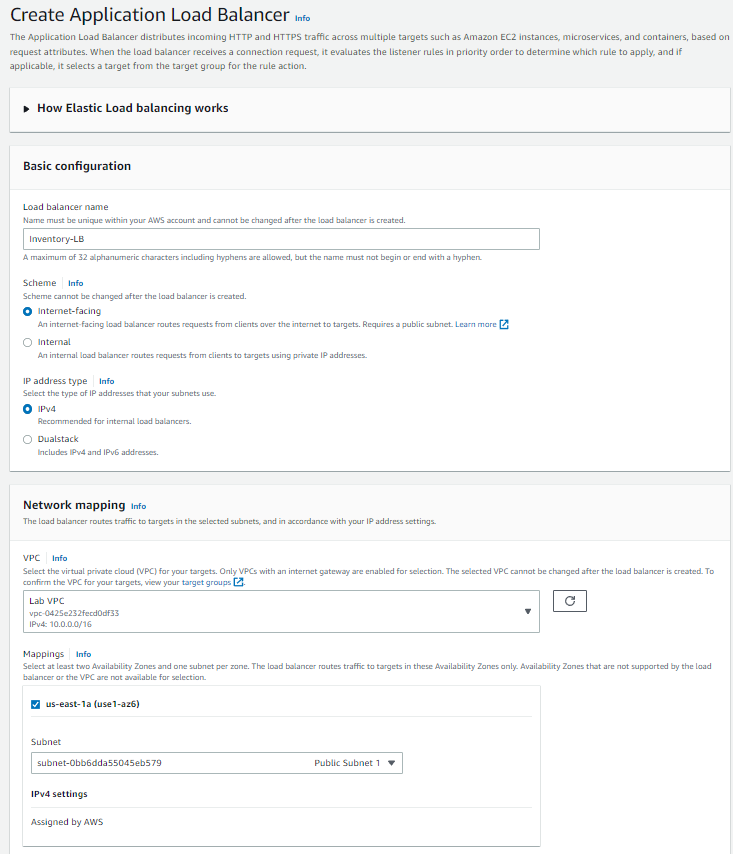 Create Application Load Balancer Info
The Application Load Balancer distributes incoming HTTP and HTTPS traffic across multiple targets such as Amazon EC2 instances, microservices, and containers, based on
request attributes. When the load balancer receives a connection request, it evaluates the listener rules in priority order to determine which rule to apply, and if
applicable, it selects a target from the target group for the rule action.
How Elastic Load balancing works
Basic configuration
Load balancer name
Name must be unique within your AWS account and cannot be changed after the load balancer is created.
Inventory-LB
A maximum of 32 alphanumeric characters including hyphens are allowed, but the name must not begin or end with a hyphen.
Scheme Info
Scheme cannot be changed after the load balancer is created.
Internet-facing
An internet-facing load balancer routes requests from clients over the internet to targets. Requires a public subnet. Learn more
Internal
An internal load balancer routes requests from clients to targets using private IP addresses.
IP address type Info
Select the type of IP addresses that your subnets use.
IPv4
Recommended for internal load balancers.
Dualstack
Includes IPv4 and IPv6 addresses.
Network mapping Info
The load balancer routes traffic to targets in the selected subnets, and in accordance with your IP address settings.
VPC Info
Select the virtual private cloud (VPC) for your targets. Only VPCs with an internet gateway are enabled for selection. The selected VPC cannot be changed after the load balancer is created. To
confirm the VPC for your targets, view your target groups.
Lab VPC
vpc-0425e232fecd0df33
IPv4: 10.0.0.0/16
Mappings Info
Select at least two Availability Zones and one subnet per zone. The load balancer routes traffic to targets in these Availability Zones only. Availability Zones that are not supported by the load
balancer or the VPC are not available for selection.
us-east-1a (use1-az6)
Subnet
subnet-0bb6dda55045eb579 Public Subnet 1
IPv4 settings
Assigned by AWS